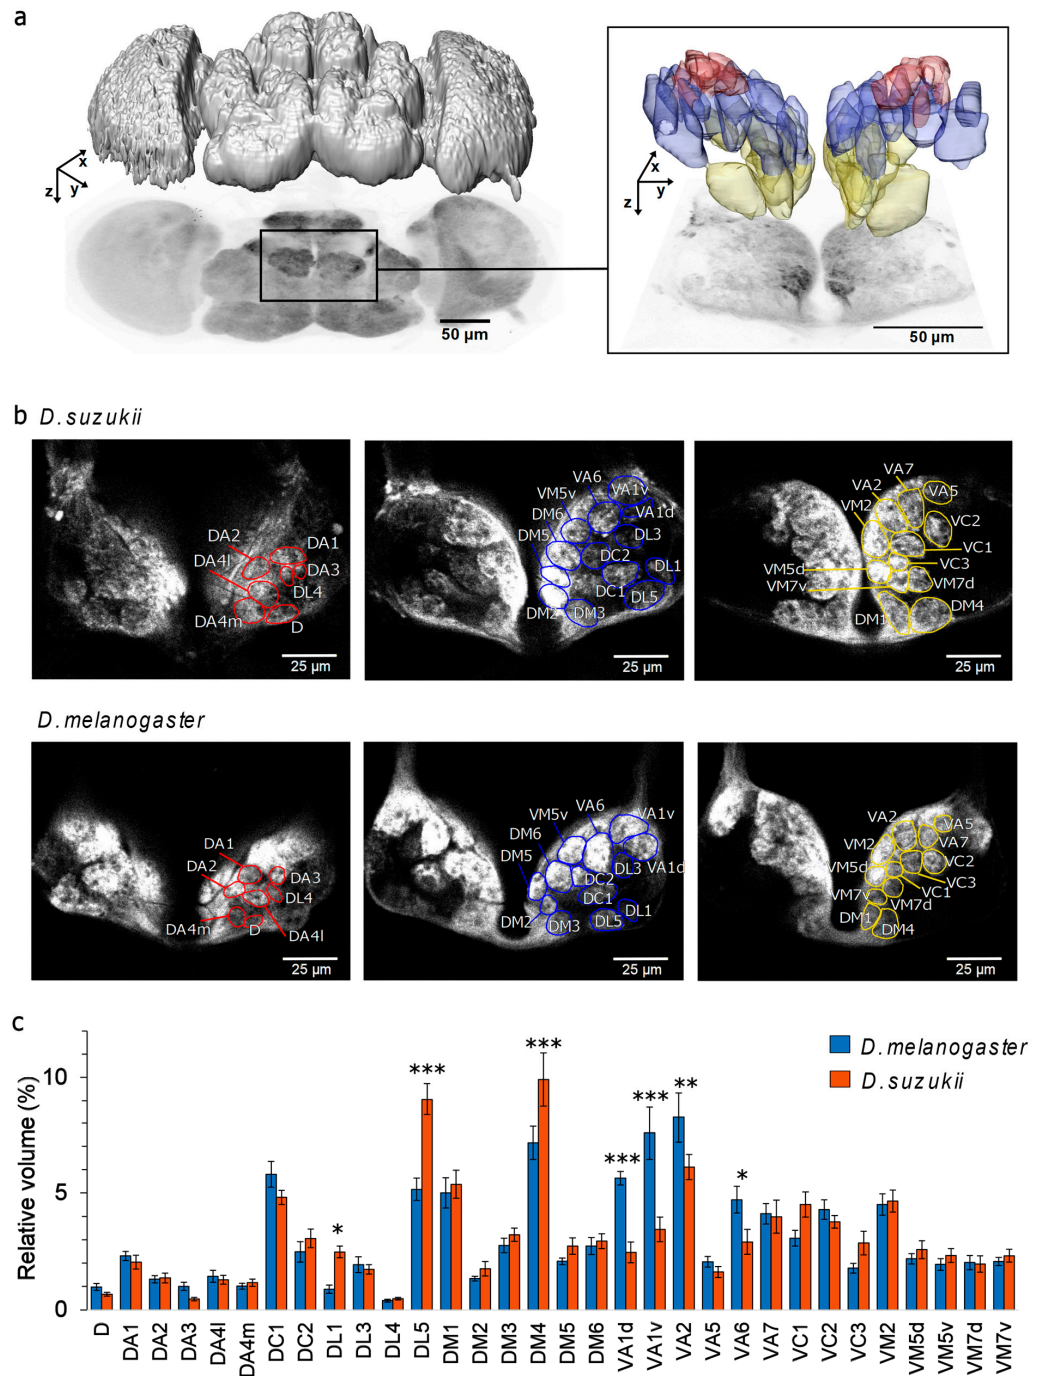 a
x
y
z
50 µm
x
y
z
50 µm
b
D. suzukii
DA2
DA1
DA4l
DA3
DL4
DA4m
D
25 µm
VA6
VM5v
VA1v
DM6
VA1d
DM5
DL3
DC2
DL1
DC1
DL5
DM2
DM3
25 µm
VA7
VA2
VA5
VM2
VC2
VC1
VC3
VM5d
VM7v
VM7d
DM1
DM4
25 µm
D. melanogaster
DA1
DA2
DA3
DL4
DA4m
D
DA4l
25 µm
VA6
VM5v
VA1v
DM6
DM5
DL3
VA1d
DC2
DC1
DL1
DM2
DM3
DL5
25 µm
VA2
VA5
VM2
VA7
VC2
VM5d
VC3
VC1
VM7v
VM7d
DM1
DM4
25 µm
c
D. melanogaster
D. suzukii
Relative volume (%)
10
5
0
*
***
***
***
***
**
*
D DA1 DA2 DA3 DA4l DA4m DC1 DC2 DL1 DL3 DL4 DL5 DM1 DM2 DM3 DM4 DM5 DM6 VA1d VA1v VA2 VA5 VA6 VA7 VC1 VC2 VC3 VM2 VM5d VM5v VM7d VM7v